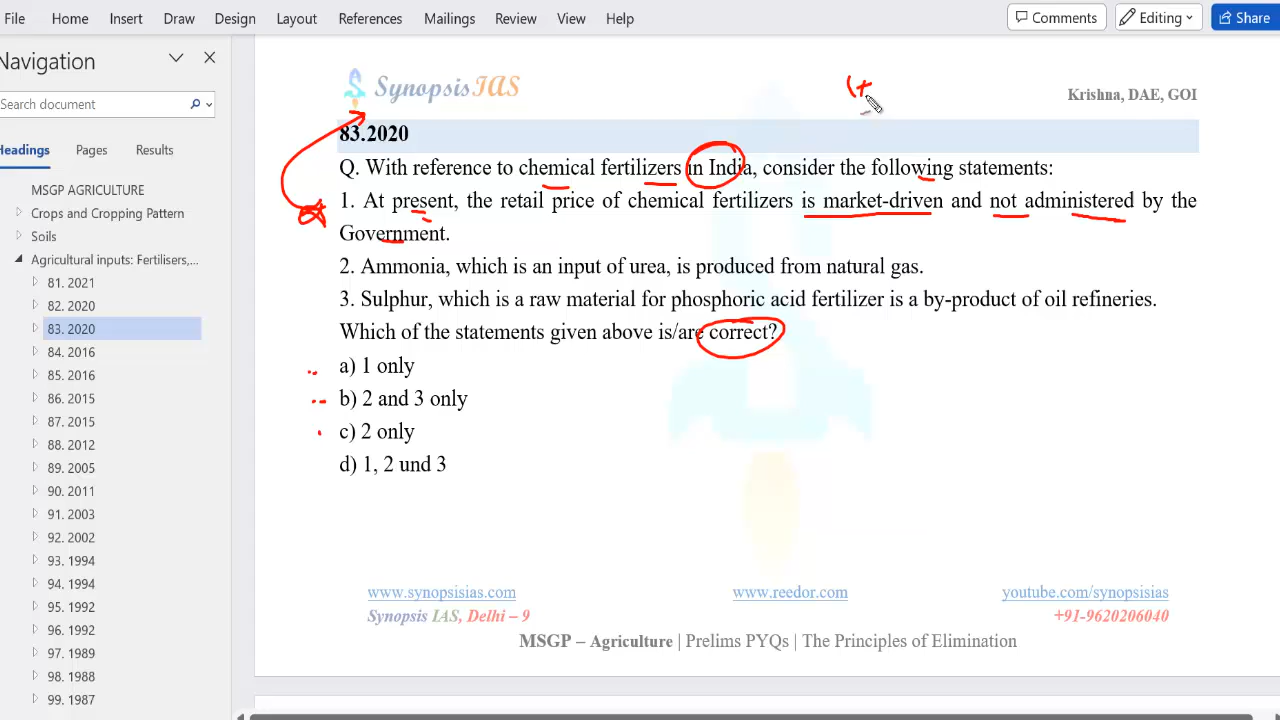 File Home Insert Draw Design Layout References Mailings Review View Help Comments Editing Share
Navigation
Search document
Headings Pages Results
MSGP AGRICULTURE
Crops and Cropping Pattern
Soils
Agricultural inputs: Fertilisers,...
81. 2021
82. 2020
83. 2020
84. 2016
85. 2016
86. 2015
87. 2015
88. 2012
89. 2005
90. 2011
91. 2003
92. 2002
93. 1994
94. 1994
95. 1992
96. 1992
97. 1989
98. 1988
99. 1987
SynopsisIAS
(+
Krishna, DAE, GOI
83.2020
Q. With reference to chemical fertilizers in India, consider the following statements:
1. At present, the retail price of chemical fertilizers is market-driven and not administered by the
Government.
2. Ammonia, which is an input of urea, is produced from natural gas.
3. Sulphur, which is a raw material for phosphoric acid fertilizer is a by-product of oil refineries.
Which of the statements given above is/are correct?
a) 1 only
b) 2 and 3 only
c) 2 only
d) 1, 2 und 3
www.synopsisias.com www.reedor.com youtube.com/synopsisias
Synopsis IAS, Delhi – 9 +91-9620206040
MSGP – Agriculture | Prelims PYQs | The Principles of Elimination